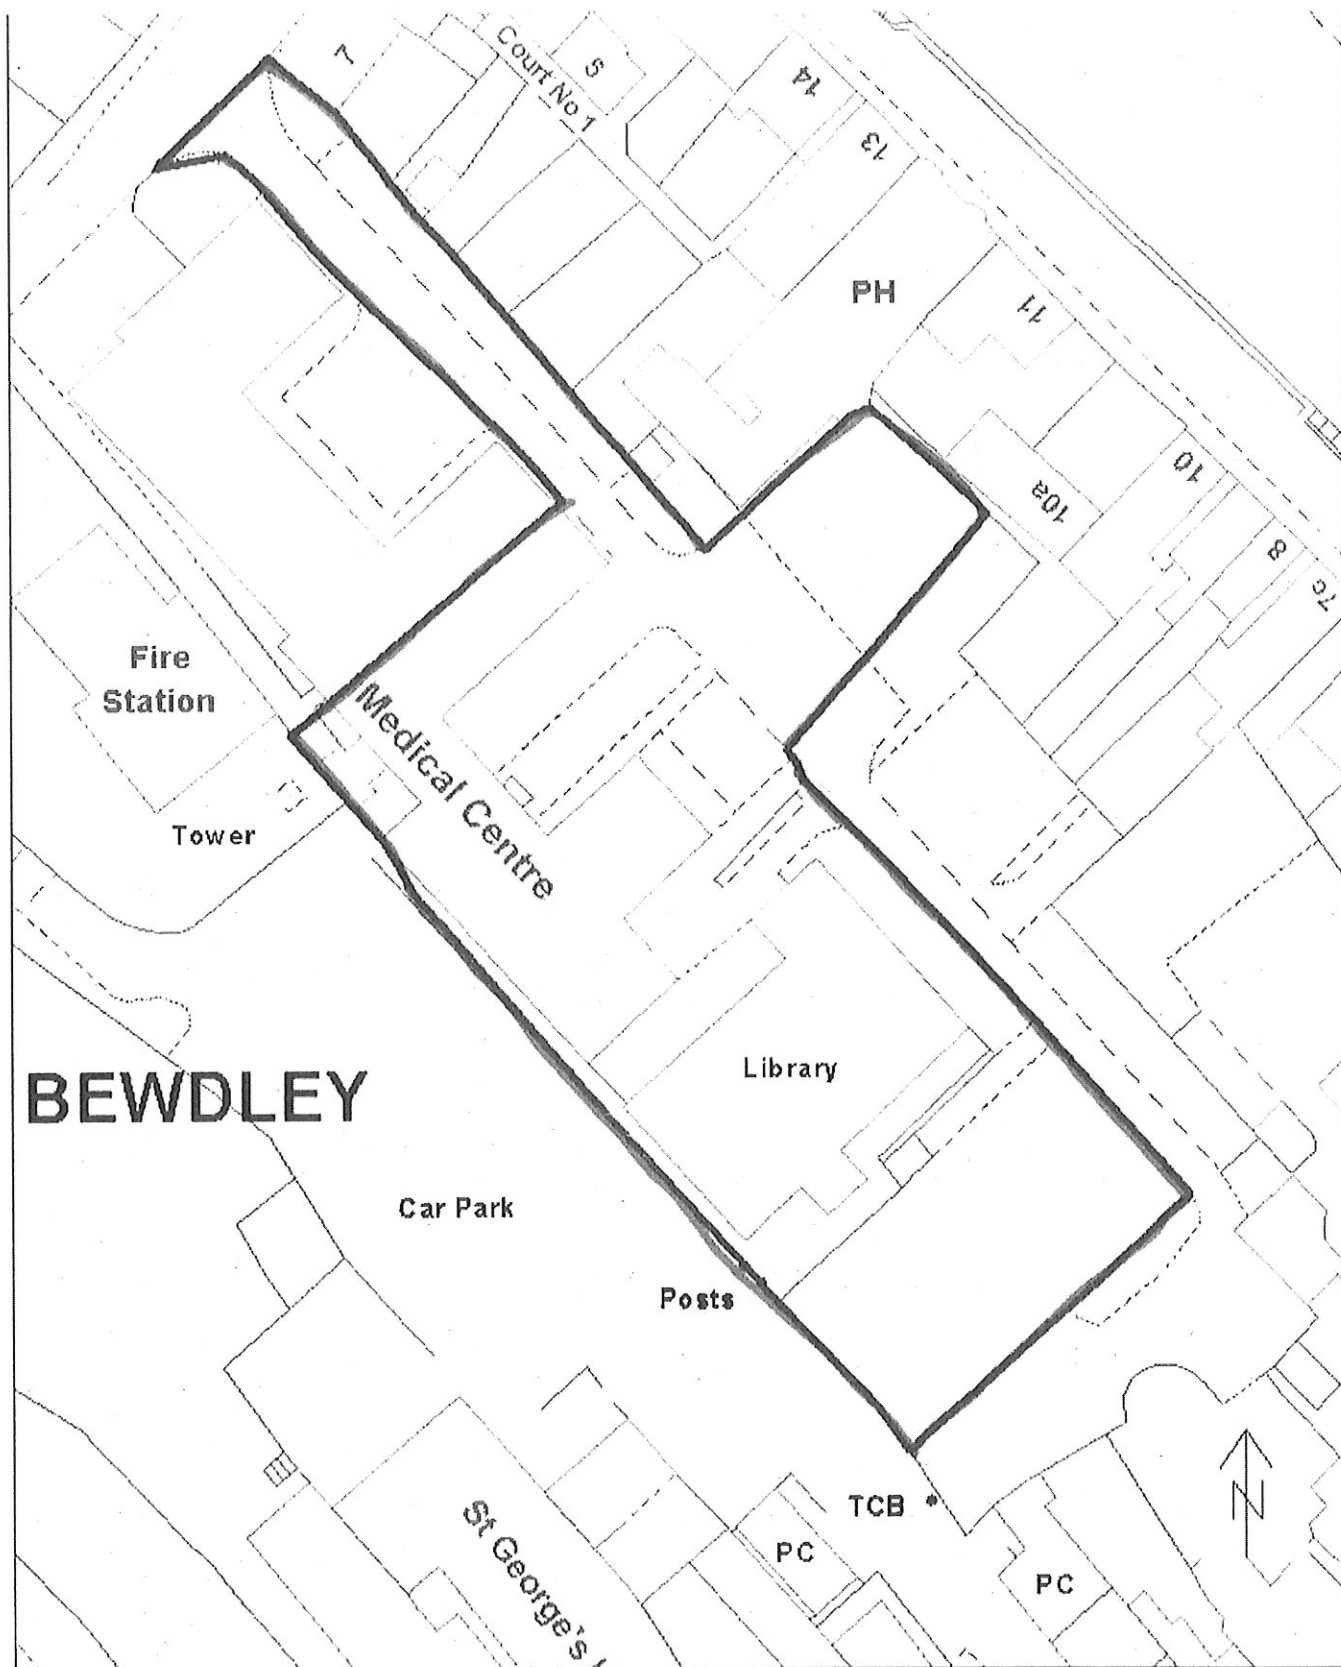 7
Court No 1
5
14
13
PH
11
10a
10
8
7c
Fire
Station
Medical Centre
Tower
BEWDLEY
Library
Car Park
Posts
TCB
PC
PC
St George's
N